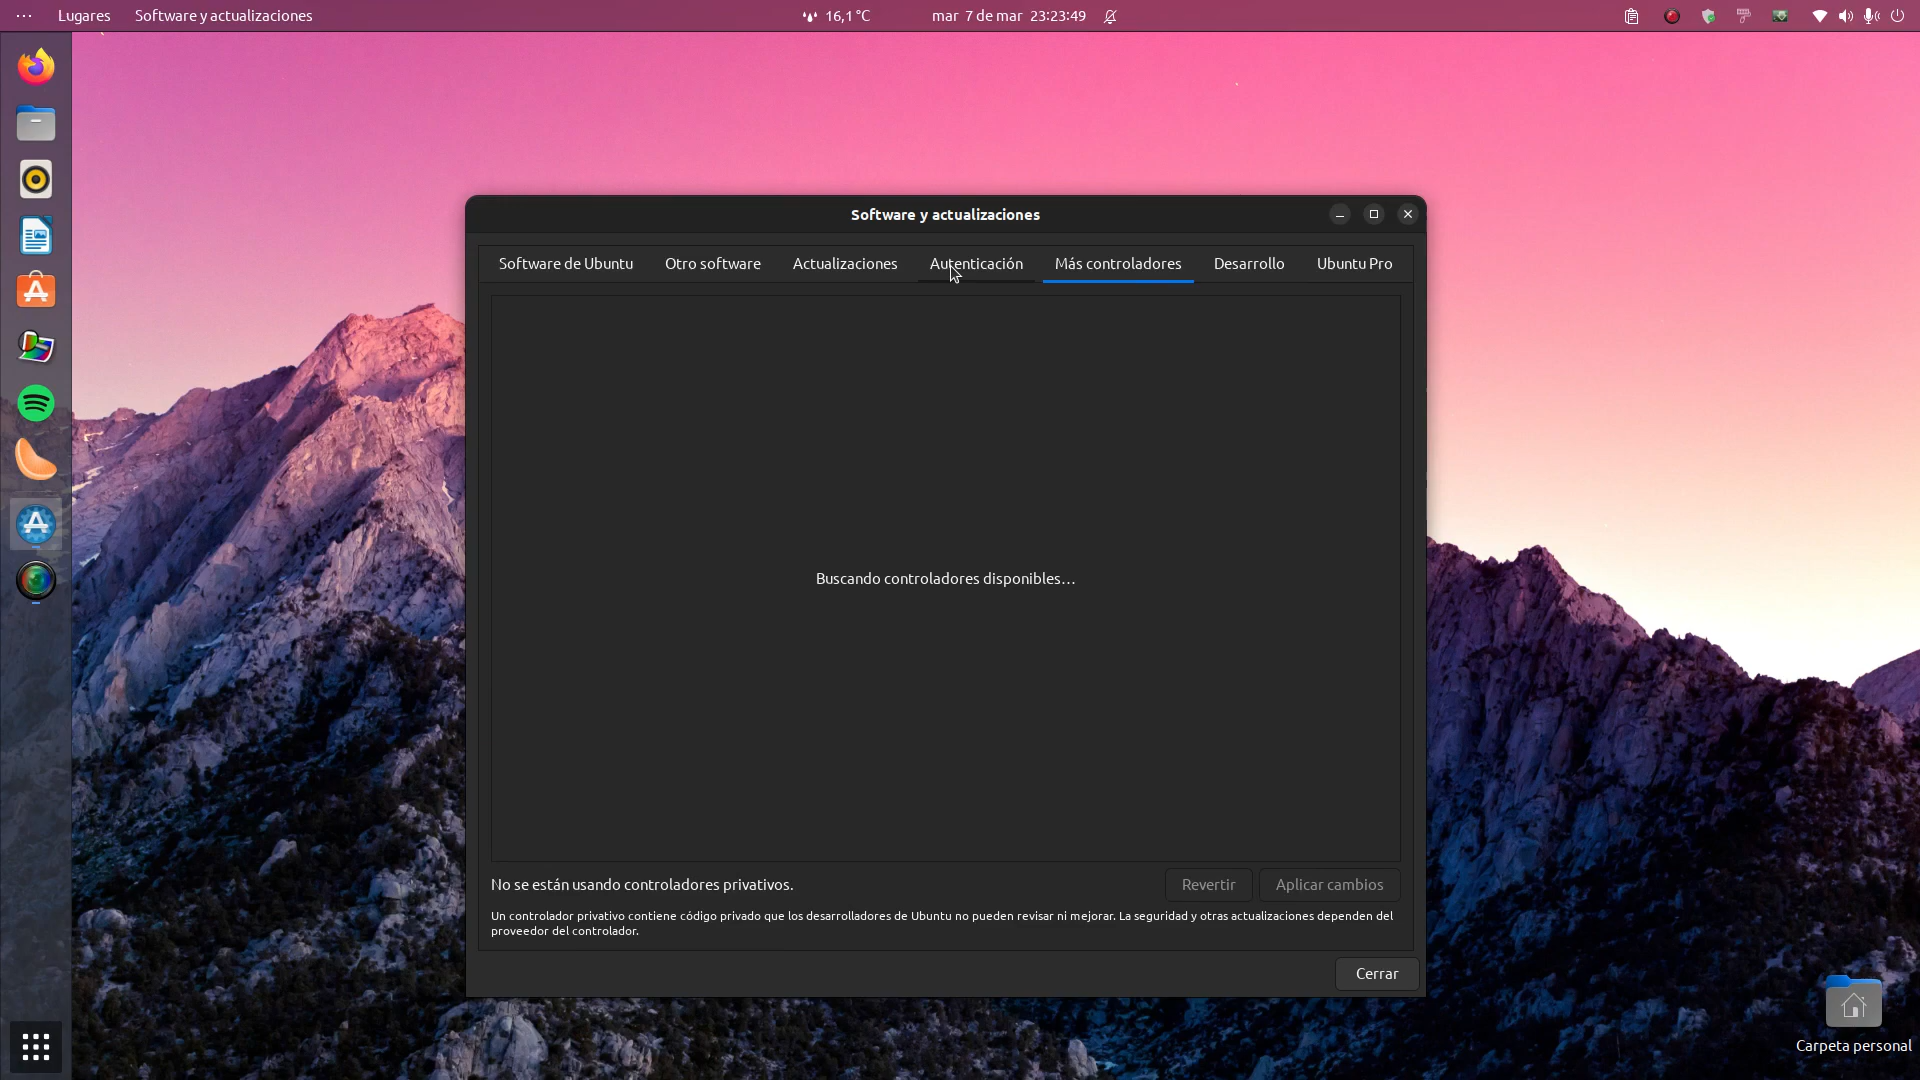 Lugares
Software y actualizaciones
16,1 °C
mar 7 de mar 23:23:49
Software y actualizaciones
Software de Ubuntu
Otro software
Actualizaciones
Autenticación
Más controladores
Desarrollo
Ubuntu Pro
Buscando controladores disponibles…
No se están usando controladores privativos.
Revertir
Aplicar cambios
Un controlador privativo contiene código privado que los desarrolladores de Ubuntu no pueden revisar ni mejorar. La seguridad y otras actualizaciones dependen del
proveedor del controlador.
Cerrar
Carpeta personal